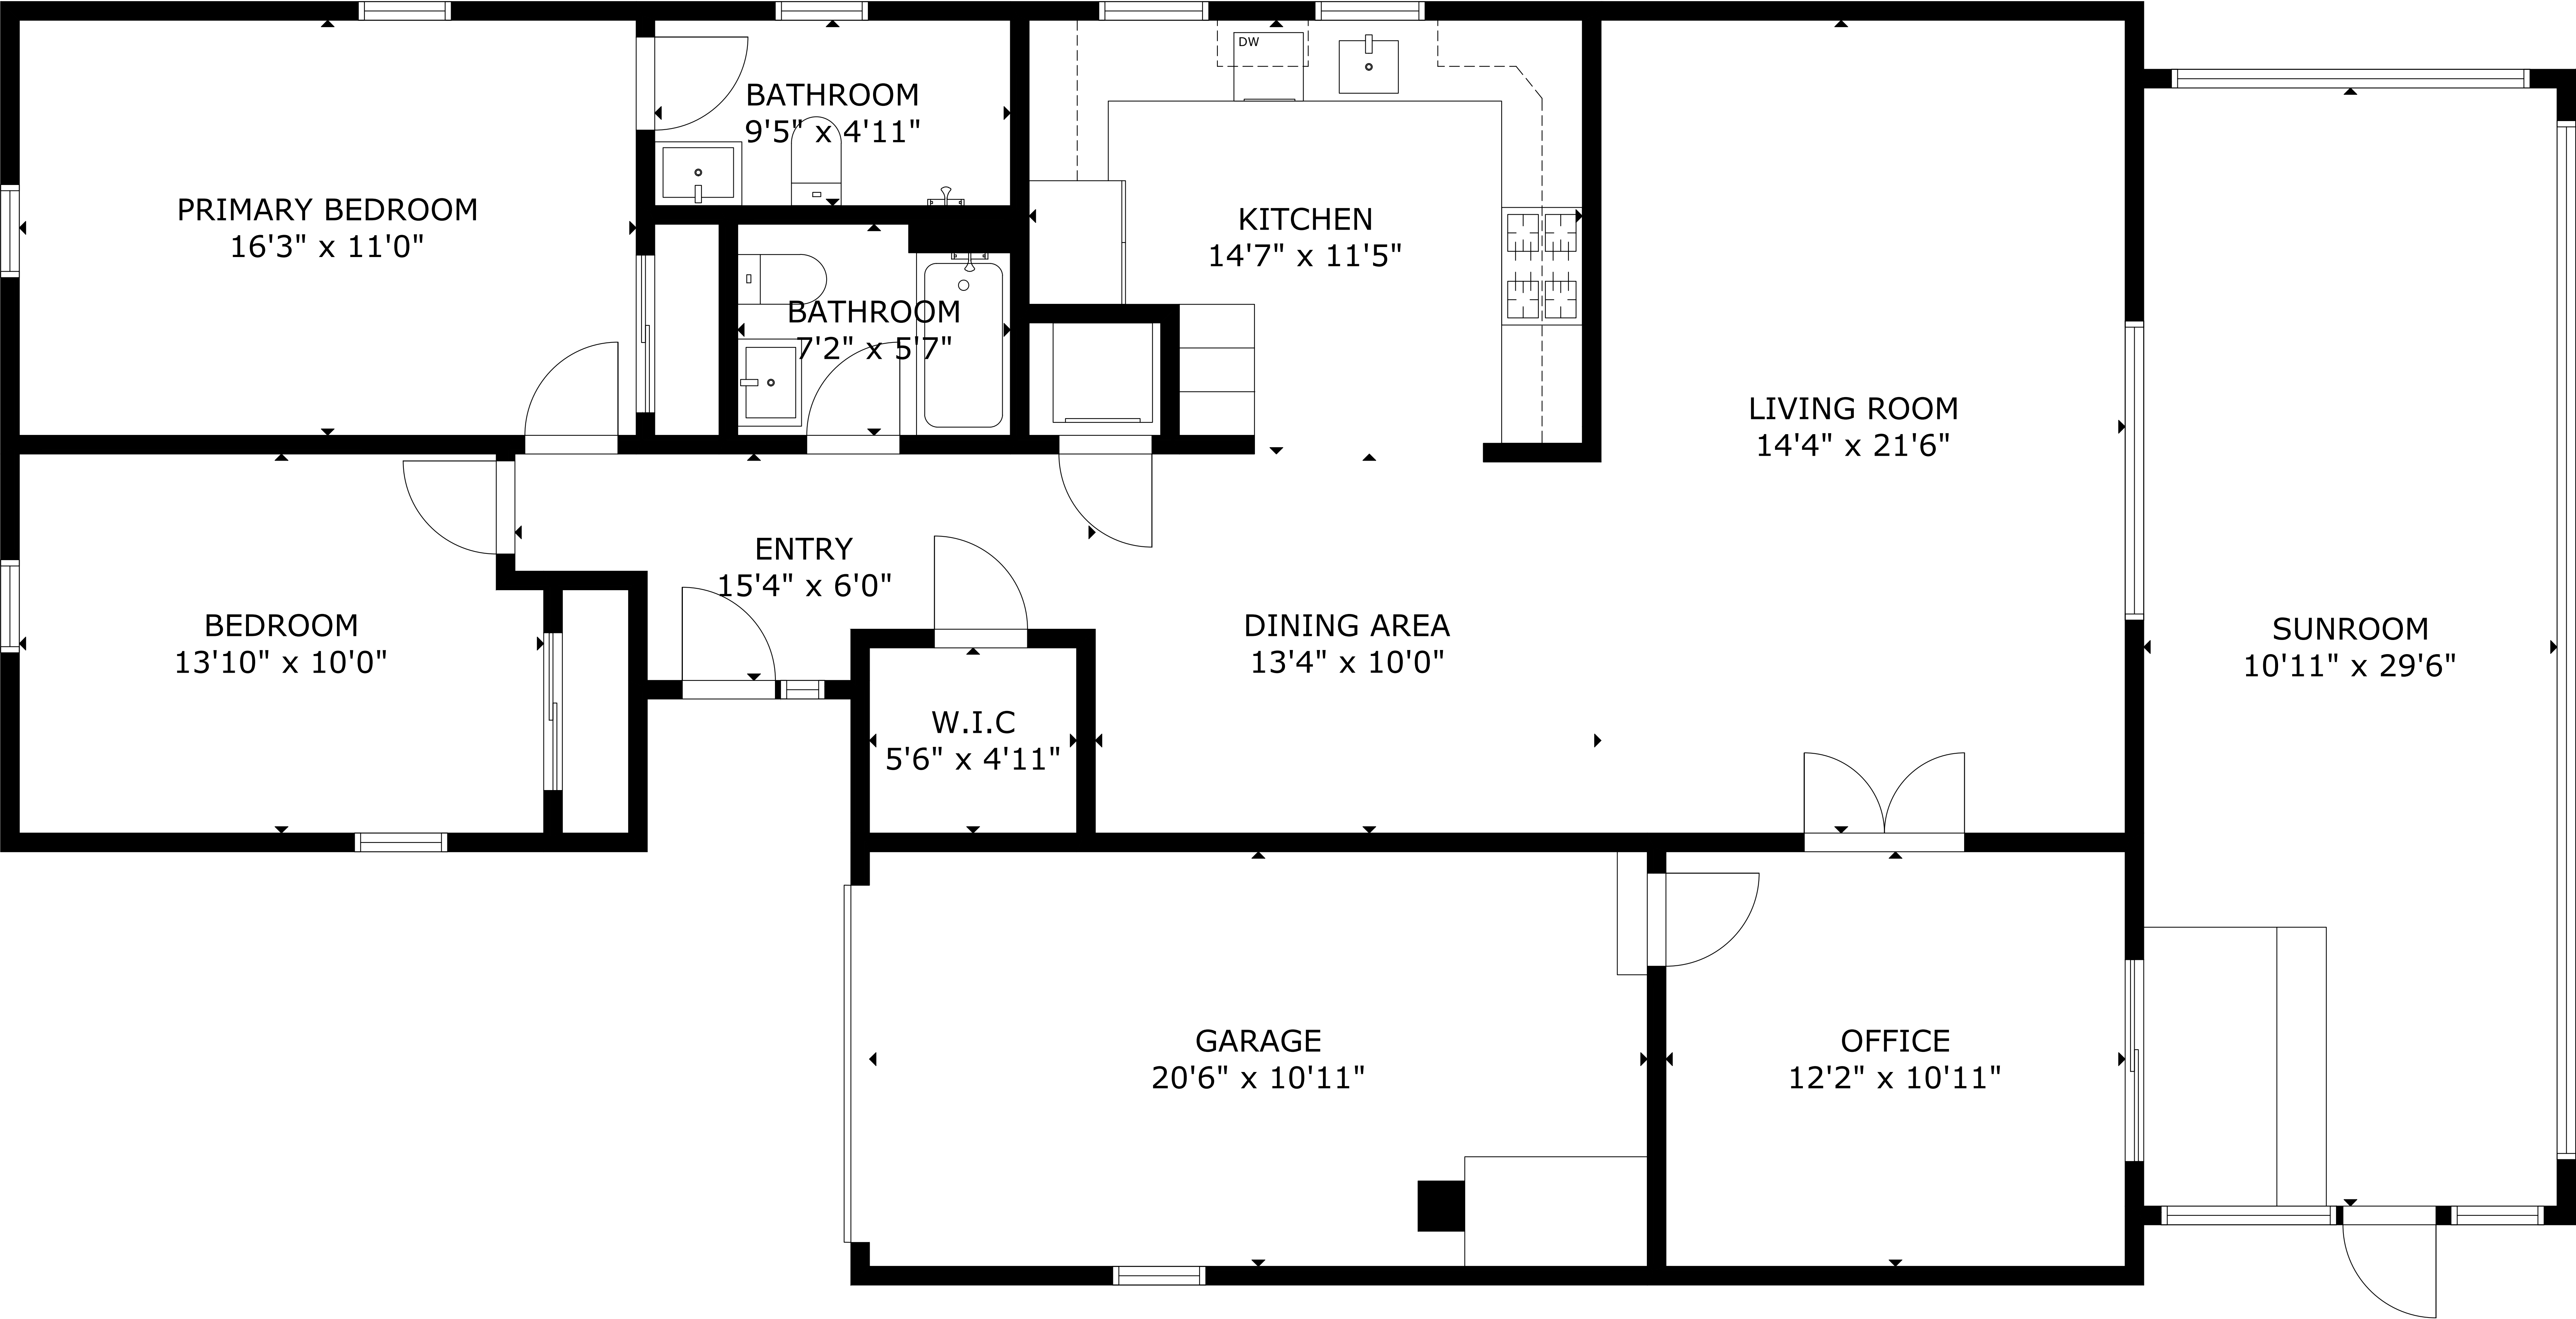 DW
BATHROOM
9'5" x 4'11"
PRIMARY BEDROOM
16'3" x 11'0"
KITCHEN
14'7" x 11'5"
BATHROOM
7'2" x 5'7"
LIVING ROOM
14'4" x 21'6"
ENTRY
15'4" x 6'0"
BEDROOM
13'10" x 10'0"
DINING AREA
13'4" x 10'0"
SUNROOM
10'11" x 29'6"
W.I.C
5'6" x 4'11"
GARAGE
20'6" x 10'11"
OFFICE
12'2" x 10'11"